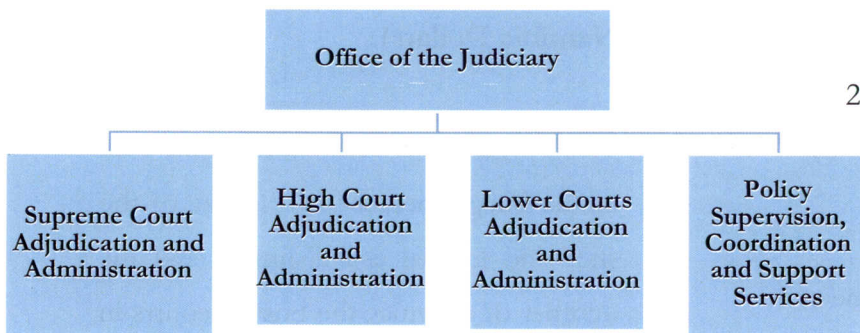 Office of the Judiciary
2
Supreme Court
Adjudication and
Administration
High Court
Adjudication
and
Administration
Lower Courts
Adjudication
and
Administration
Policy
Supervision,
Coordination
and Support
Services